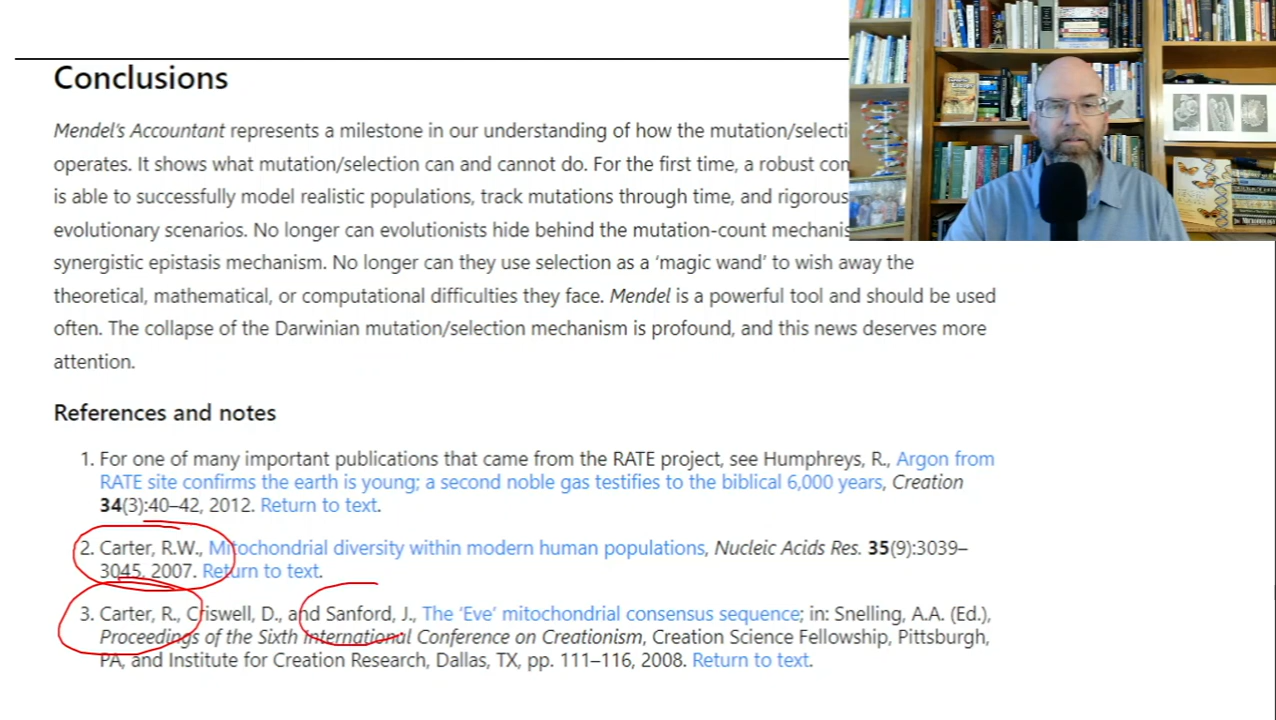 Conclusions
Mendel's Accountant represents a milestone in our understanding of how the mutation/selecti
operates. It shows what mutation/selection can and cannot do. For the first time, a robust con
is able to successfully model realistic populations, track mutations through time, and rigorous
evolutionary scenarios. No longer can evolutionists hide behind the mutation-count mechanis
synergistic epistasis mechanism. No longer can they use selection as a ‘magic wand’ to wish away the
theoretical, mathematical, or computational difficulties they face. Mendel is a powerful tool and should be used
often. The collapse of the Darwinian mutation/selection mechanism is profound, and this news deserves more
attention.
References and notes
1. For one of many important publications that came from the RATE project, see Humphreys, R., Argon from
RATE site confirms the earth is young; a second noble gas testifies to the biblical 6,000 years, Creation
34(3):40–42, 2012. Return to text.
2. Carter, R.W., Mitochondrial diversity within modern human populations, Nucleic Acids Res. 35(9):3039–
3045, 2007. Return to text.
3. Carter, R., Criswell, D., and Sanford, J., The ‘Eve’ mitochondrial consensus sequence; in: Snelling, A.A. (Ed.),
Proceedings of the Sixth International Conference on Creationism, Creation Science Fellowship, Pittsburgh,
PA, and Institute for Creation Research, Dallas, TX, pp. 111–116, 2008. Return to text.